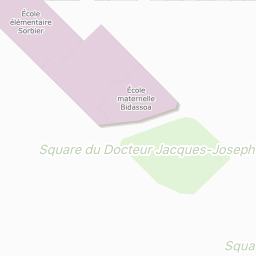 École
élémentaire
Sorbier
École
maternelle
Bidassoa
Square du Docteur Jacques-Joseph
Squa